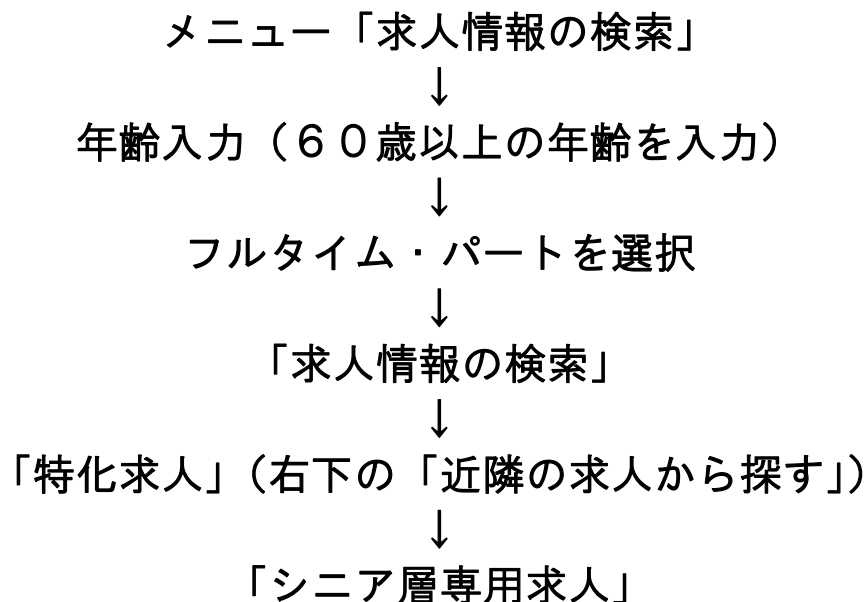 メニュー「求人情報の検索」
↓
年齢入力（６０歳以上の年齢を入力）
↓
フルタイム・パートを選択
↓
「求人情報の検索」
↓
「特化求人」（右下の「近隣の求人から探す」）
↓
「シニア層専用求人」